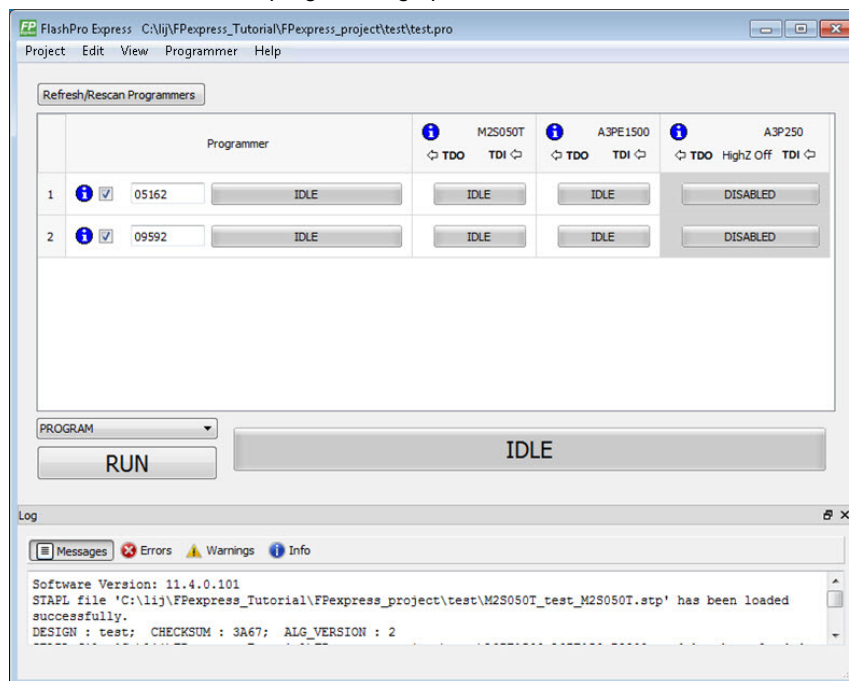 FP FlashPro Express C:\lij\FPexpress_Tutorial\FPexpress_project\test\test.pro
Project Edit View Programmer Help
Refresh/Rescan Programmers
Programmer
M2S050T
TDO TDI
A3PE1500
TDO TDI
A3P250
TDO HighZ Off TDI
1 05162 IDLE IDLE IDLE DISABLED
2 09592 IDLE IDLE IDLE DISABLED
PROGRAM
RUN
IDLE
Log
Messages Errors Warnings Info
Software Version: 11.4.0.101
STAPL file 'C:\lij\FPexpress_Tutorial\FPexpress_project\test\M2S050T_test_M2S050T.stp' has been loaded
successfully.
DESIGN : test; CHECKSUM : 3A67; ALG_VERSION : 2